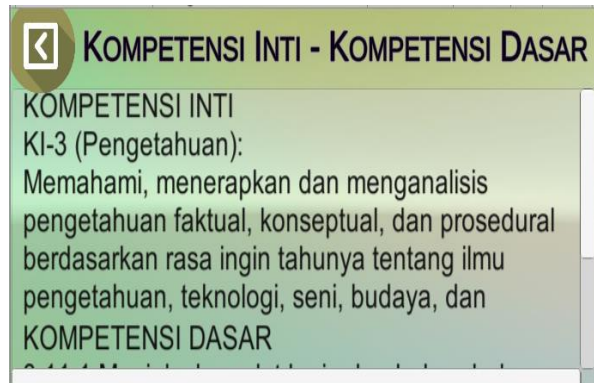 KOMPETENSI INTI - KOMPETENSI DASAR
KOMPETENSI INTI
KI-3 (Pengetahuan):
Memahami, menerapkan dan menganalisis
pengetahuan faktual, konseptual, dan prosedural
berdasarkan rasa ingin tahunya tentang ilmu
pengetahuan, teknologi, seni, budaya, dan
KOMPETENSI DASAR